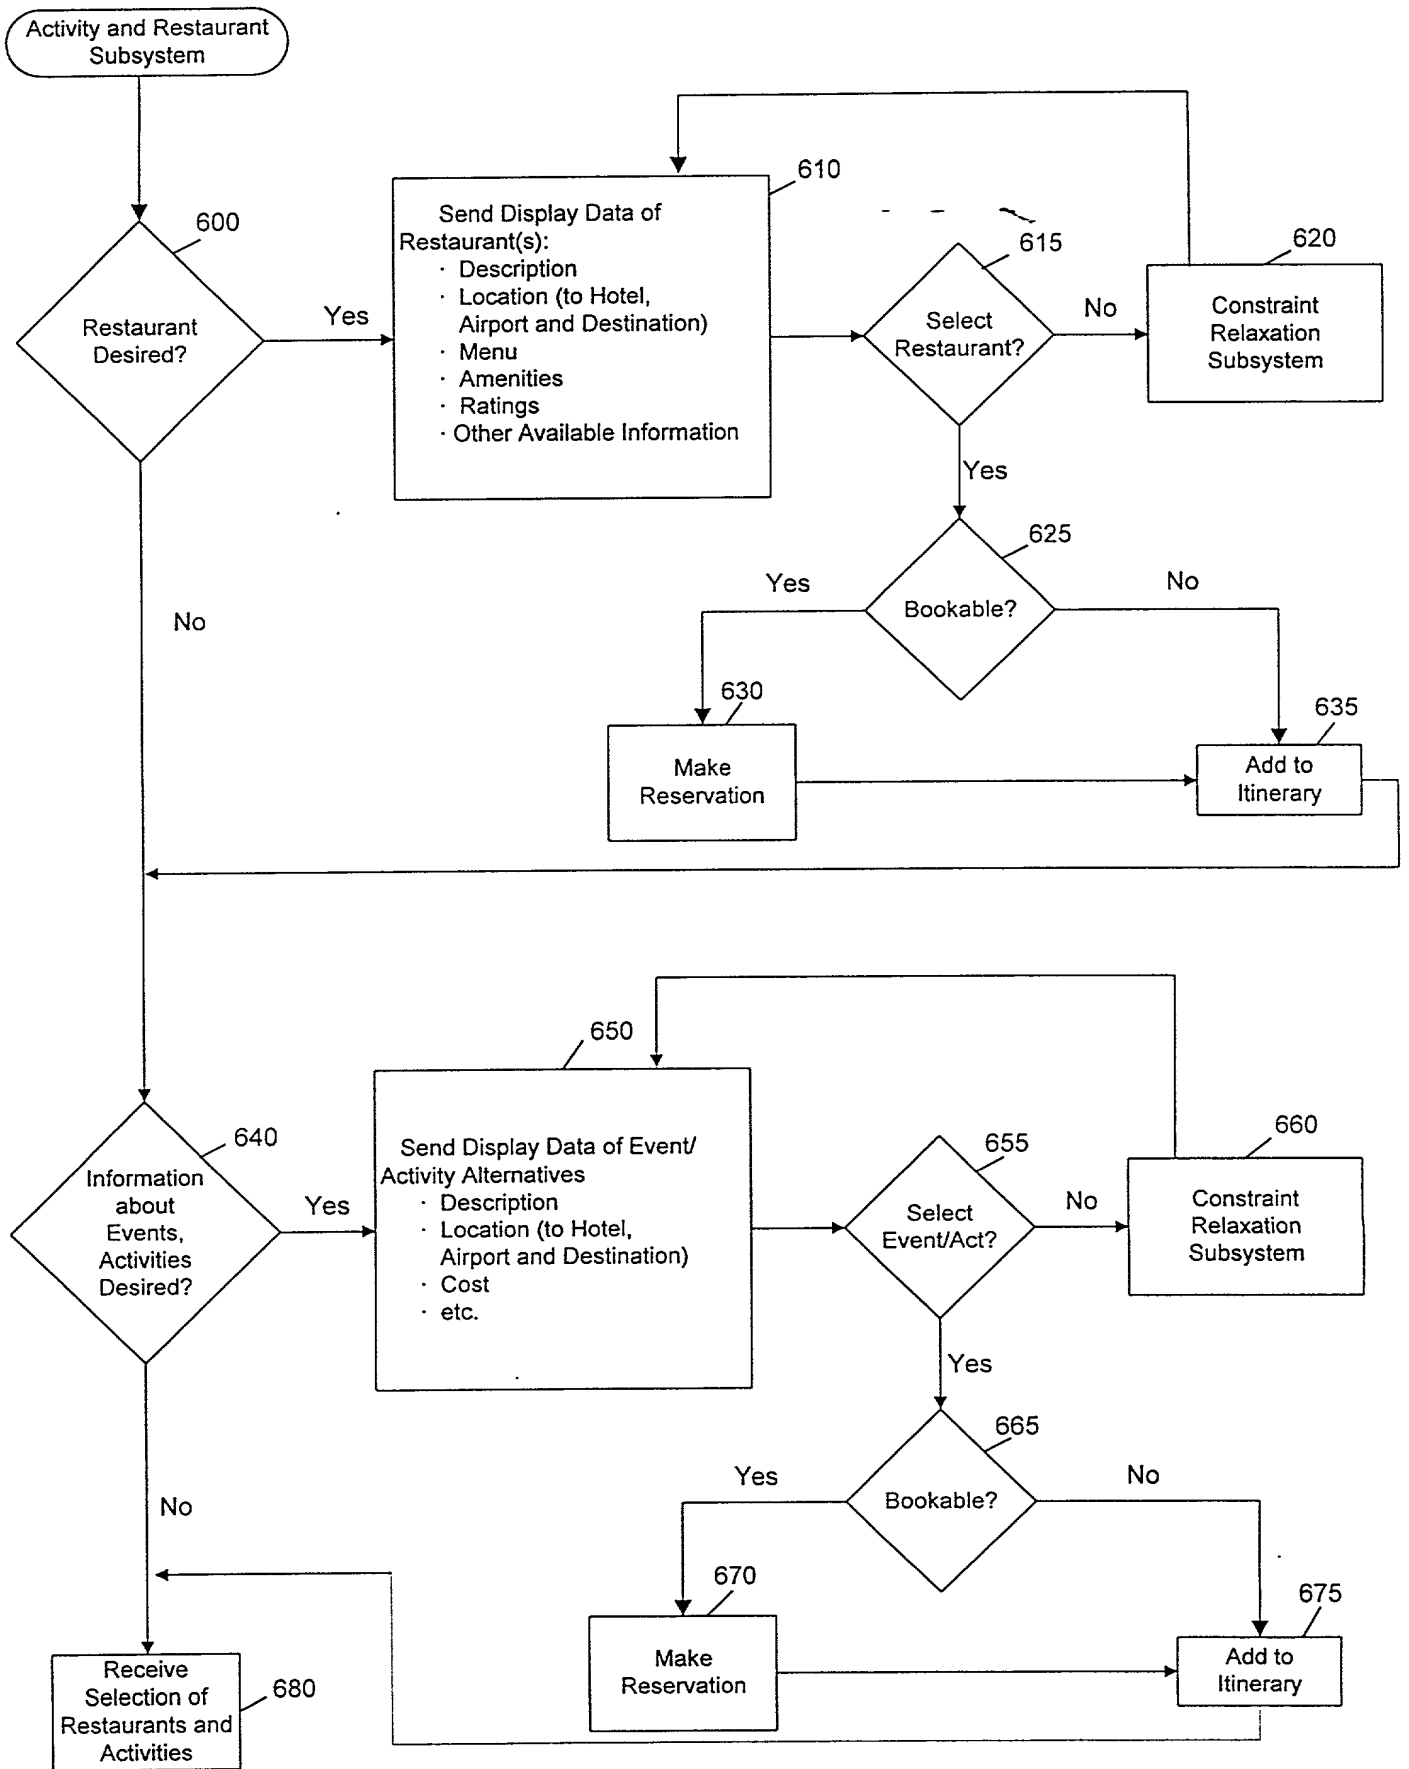 Activity and Restaurant
Subsystem
600
Restaurant
Desired?
Yes
No
610
Send Display Data of
Restaurant(s):
· Description
· Location (to Hotel,
Airport and Destination)
· Menu
· Amenities
· Ratings
· Other Available Information
615
Select
Restaurant?
No
620
Constraint
Relaxation
Subsystem
Yes
625
Bookable?
Yes
No
630
Make
Reservation
635
Add to
Itinerary
640
Information
about
Events,
Activities
Desired?
Yes
No
650
Send Display Data of Event/
Activity Alternatives
· Description
· Location (to Hotel,
Airport and Destination)
· Cost
· etc.
655
Select
Event/Act?
No
660
Constraint
Relaxation
Subsystem
Yes
665
Bookable?
Yes
No
670
Make
Reservation
675
Add to
Itinerary
680
Receive
Selection of
Restaurants and
Activities